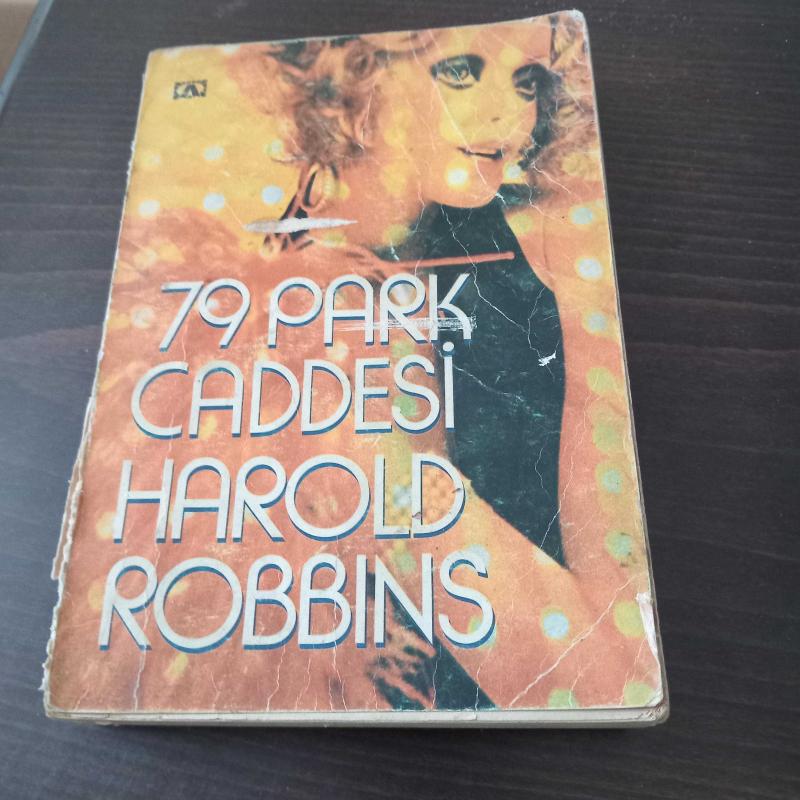 79 PARK
CADDESİ
HAROLD
ROBBINS